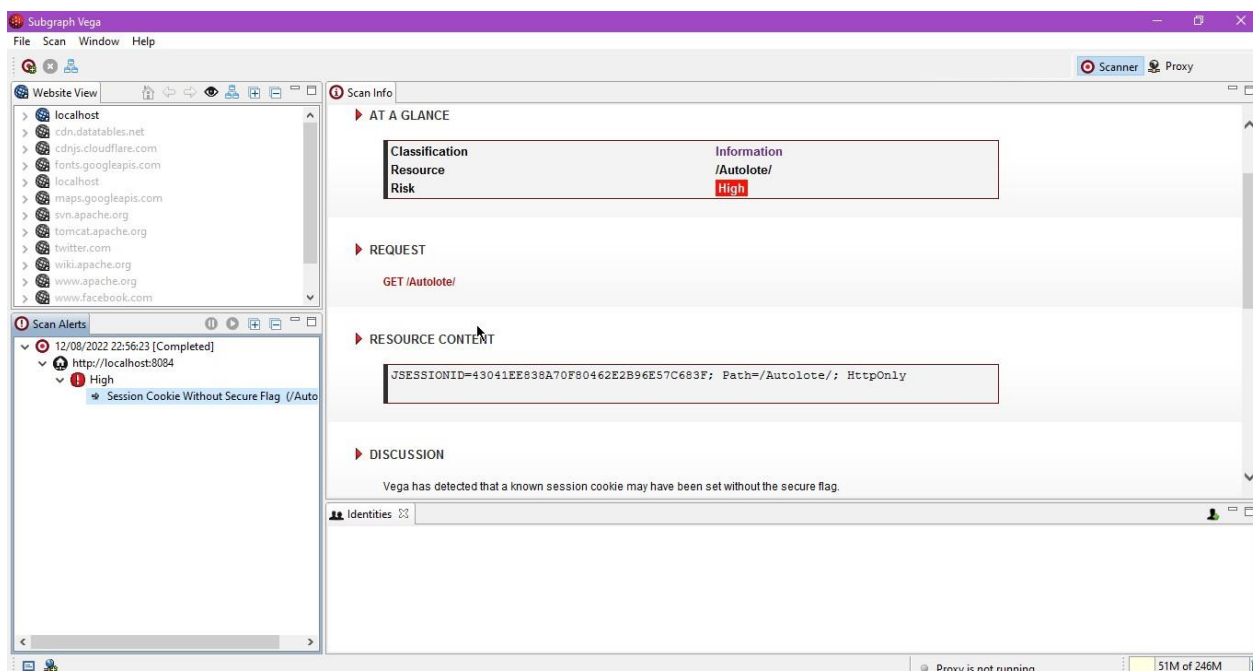 Subgraph Vega
File Scan Window Help
Scanner Proxy
Website View
localhost
cdn.datatables.net
cdnjs.cloudflare.com
fonts.googleapis.com
localhost
maps.googleapis.com
svn.apache.org
tomcat.apache.org
twitter.com
wiki.apache.org
www.apache.org
www.facebook.com
Scan Alerts
12/08/2022 22:56:23 [Completed]
http://localhost:8084
High
Session Cookie Without Secure Flag (/Auto
Scan Info
AT A GLANCE
Classification Information
Resource /Autolote/
Risk High
REQUEST
GET /Autolote/
RESOURCE CONTENT
JSESSIONID=43041EE838A70F80462E2B96E57C683F; Path=/Autolote/; HttpOnly
DISCUSSION
Vega has detected that a known session cookie may have been set without the secure flag.
Identities
Proxy is not running
51M of 246M